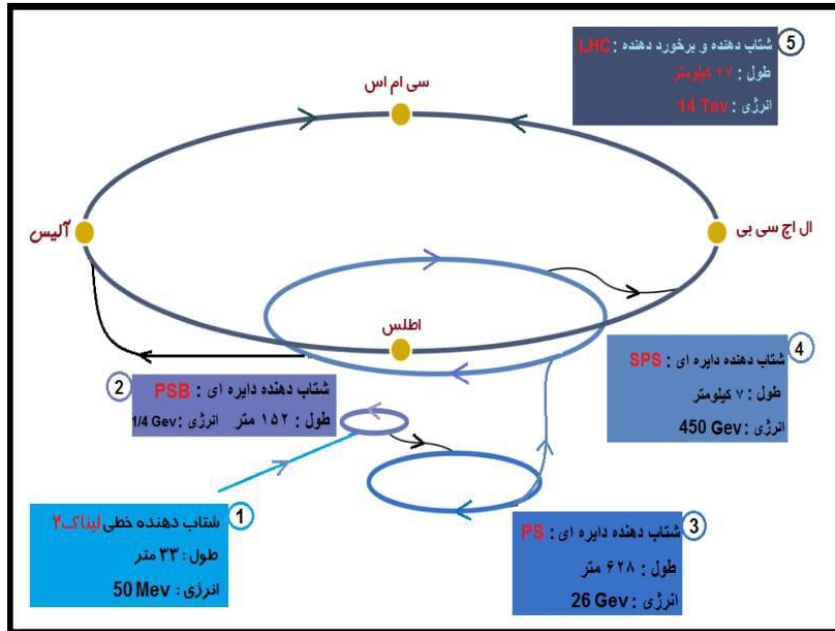 شتاب دهنده و برخورد دهنده : LHC
5
طول : ۲۷ کیلومتر
انرژی : 14 Tev
سی ام اس
آلیس
ال اچ سی بی
اطلس
شتاب دهنده دایره ای : SPS
4
طول : ۷ کیلومتر
انرژی : 450 Gev
2
شتاب دهنده دایره ای : PSB
طول : ۱۵۲ متر انرژی : 1/4 Gev
شتاب دهنده خطی لیناک۲
1
طول : ۳۳ متر
انرژی : 50 Mev
شتاب دهنده دایره ای : PS
3
طول : ۶۲۸ متر
انرژی : 26 Gev